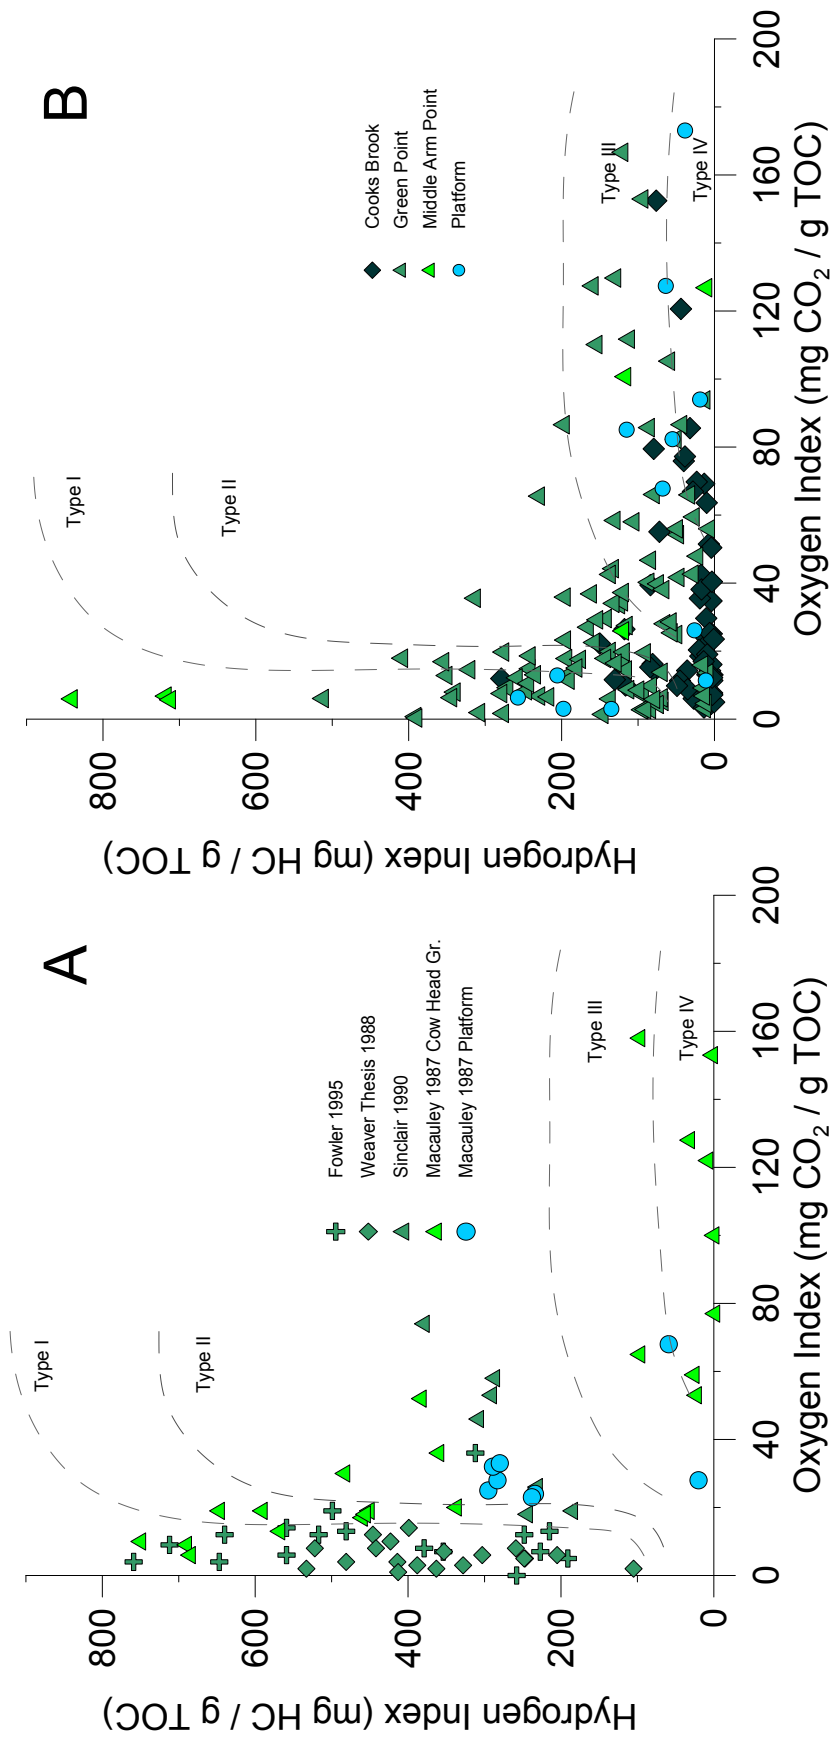 A
Hydrogen Index (mg HC / g TOC)
800
600
400
200
0
Type I
Type II
Type III
Type IV
Fowler 1995
Weaver Thesis 1988
Sinclair 1990
Macauley 1987 Cow Head Gr.
Macauley 1987 Platform
0
40
80
120
160
200
Oxygen Index (mg CO₂ / g TOC)
B
Hydrogen Index (mg HC / g TOC)
800
600
400
200
0
Type I
Type II
Type III
Type IV
Cooks Brook
Green Point
Middle Arm Point
Platform
0
40
80
120
160
200
Oxygen Index (mg CO₂ / g TOC)